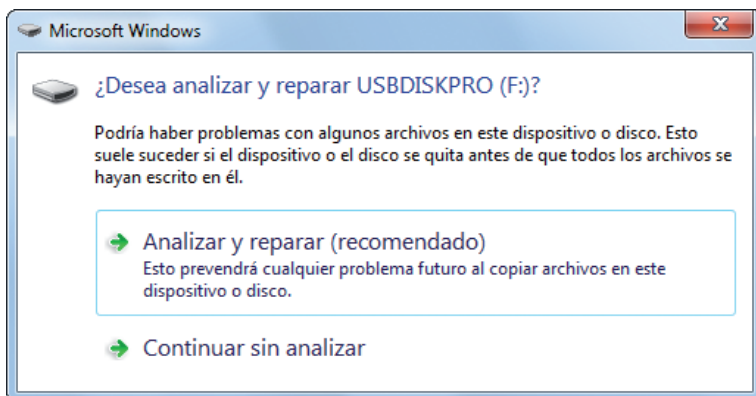 Microsoft Windows
¿Desea analizar y reparar USBDISKPRO (F:)?
Podría haber problemas con algunos archivos en este dispositivo o disco. Esto
suele suceder si el dispositivo o el disco se quita antes de que todos los archivos se
hayan escrito en él.
Analizar y reparar (recomendado)
Esto prevendrá cualquier problema futuro al copiar archivos en este
dispositivo o disco.
Continuar sin analizar